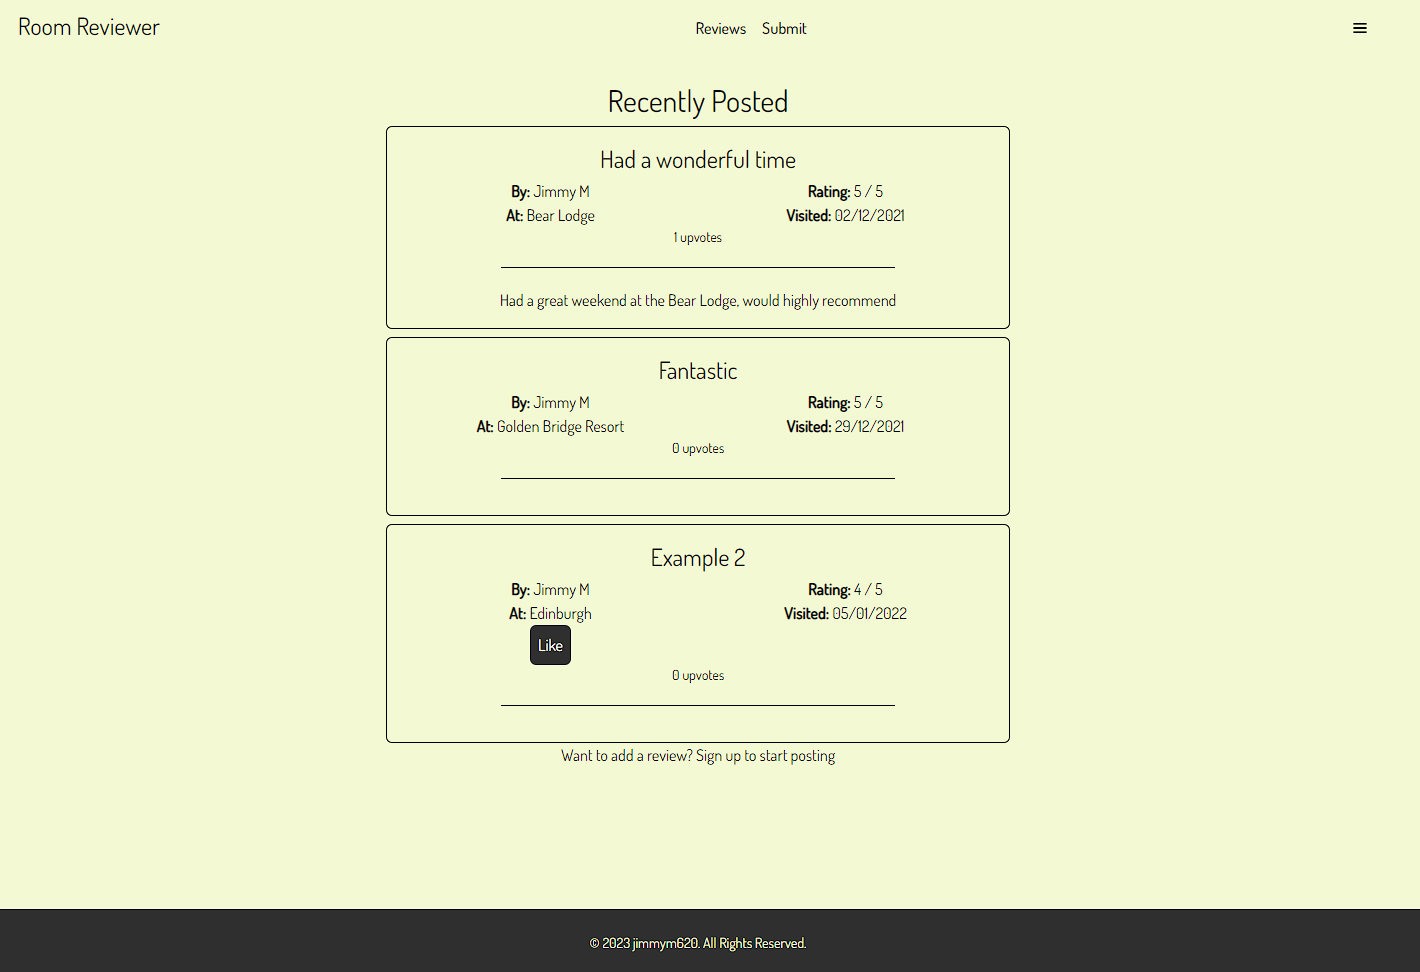 Room Reviewer
Reviews Submit
Recently Posted
Had a wonderful time
By: Jimmy M Rating: 5 / 5
At: Bear Lodge Visited: 02/12/2021
1 upvotes
Had a great weekend at the Bear Lodge, would highly recommend
Fantastic
By: Jimmy M Rating: 5 / 5
At: Golden Bridge Resort Visited: 29/12/2021
0 upvotes
Example 2
By: Jimmy M Rating: 4 / 5
At: Edinburgh Visited: 05/01/2022
Like
0 upvotes
Want to add a review? Sign up to start posting
© 2023 jimmym620. All Rights Reserved.